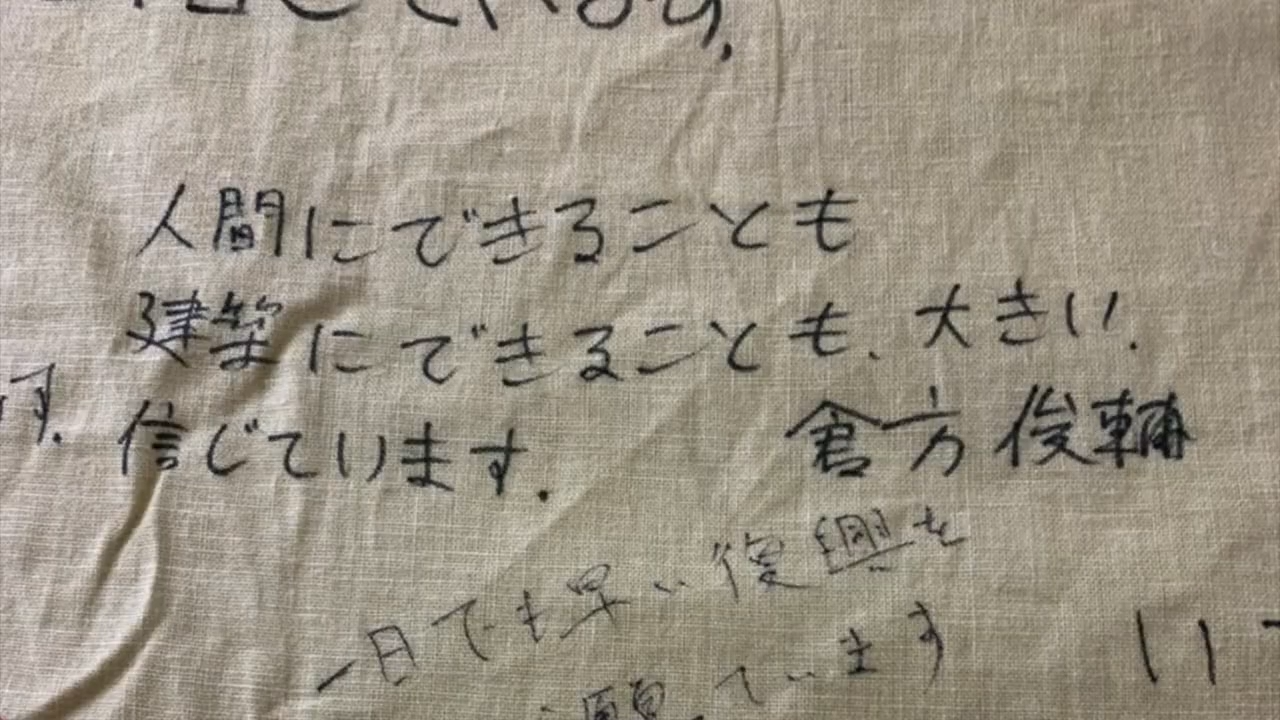 人間にできることも
建築にできることも、大きい!
信じています.
倉方俊輔
す.
一日でも早い復興を
願っています